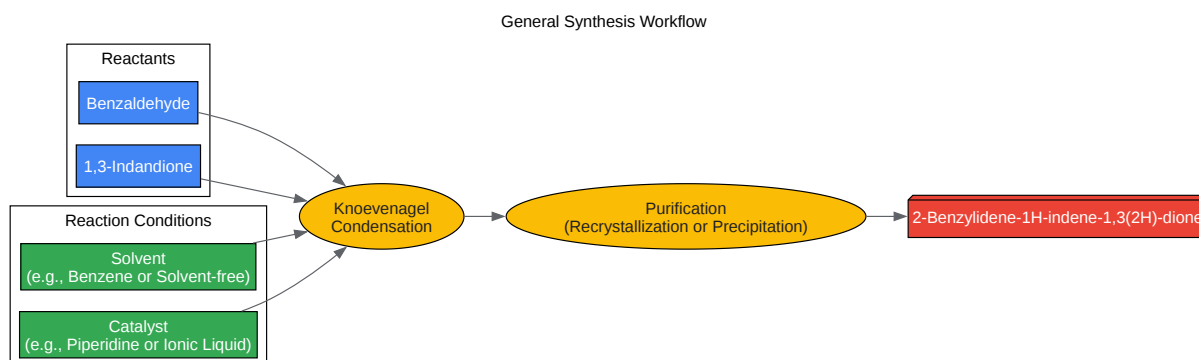 General Synthesis Workflow
Reactants
Benzaldehyde
1,3-Indandione
Reaction Conditions
Solvent
(e.g., Benzene or Solvent-free)
Catalyst
(e.g., Piperidine or Ionic Liquid)
Knoevenagel
Condensation
Purification
(Recrystallization or Precipitation)
2-Benzylidene-1H-indene-1,3(2H)-dione